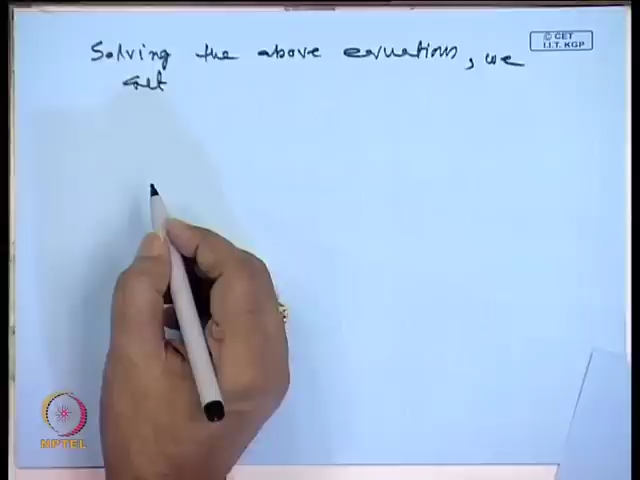 Solving the above equations, we
get
© CET
I.I.T. KGP
NPTEL